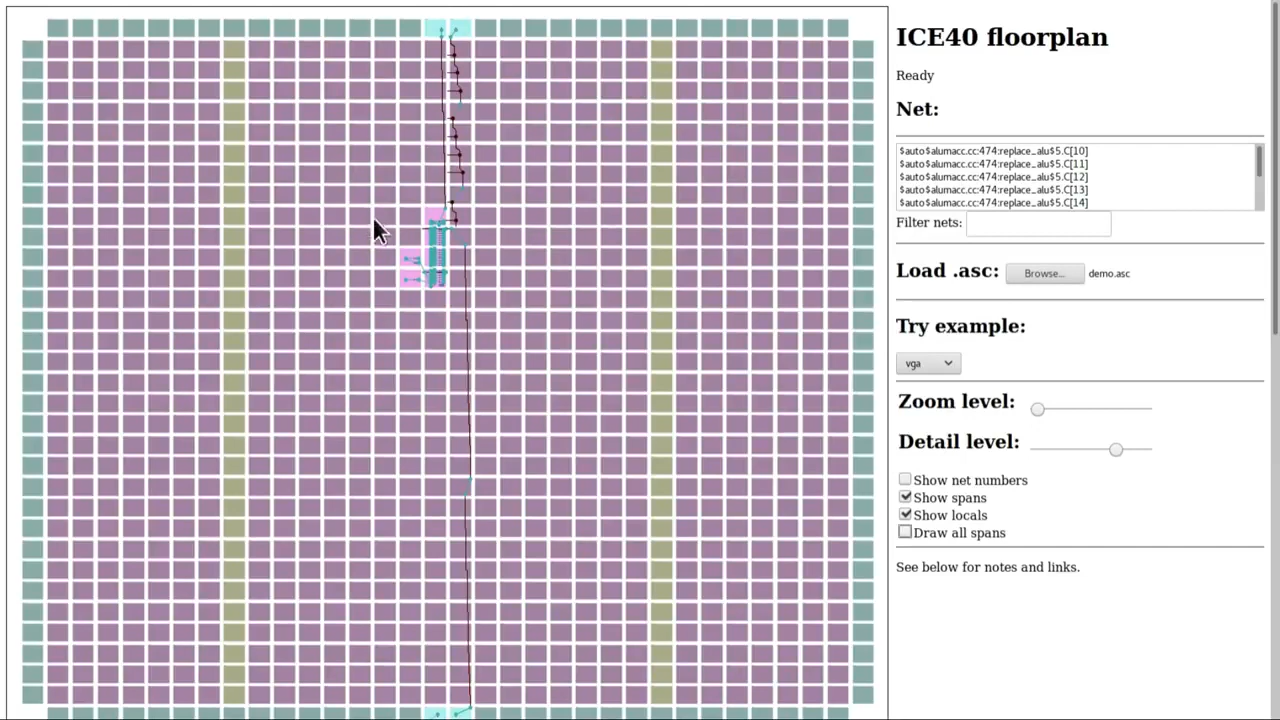 ICE40 floorplan
Ready
Net:
$auto$alumacc.cc:474:replace_alu$5.C[10]
$auto$alumacc.cc:474:replace_alu$5.C[11]
$auto$alumacc.cc:474:replace_alu$5.C[12]
$auto$alumacc.cc:474:replace_alu$5.C[13]
$auto$alumacc.cc:474:replace_alu$5.C[14]
Filter nets:
Load .asc: Browse... demo.asc
Try example:
vga
Zoom level:
Detail level:
Show net numbers
Show spans
Show locals
Draw all spans
See below for notes and links.